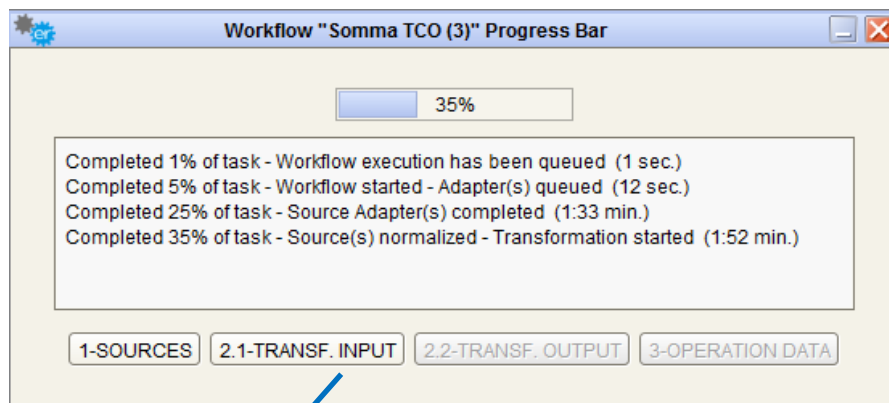 er
Workflow "Somma TCO (3)" Progress Bar
35%
Completed 1% of task - Workflow execution has been queued (1 sec.)
Completed 5% of task - Workflow started - Adapter(s) queued (12 sec.)
Completed 25% of task - Source Adapter(s) completed (1:33 min.)
Completed 35% of task - Source(s) normalized - Transformation started (1:52 min.)
1-SOURCES 2.1-TRANSF. INPUT 2.2-TRANSF. OUTPUT 3-OPERATION DATA